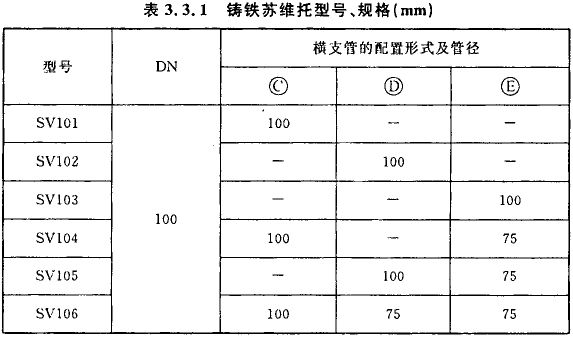 表 3.3.1 铸铁苏维托型号、规格(mm)
型号 DN 横支管的配置形式及管径
Ⓒ Ⓓ Ⓔ
SV101 100 — —
SV102 — 100 —
SV103 — — 100
100
SV104 100 — 75
SV105 — 100 75
SV106 100 75 75